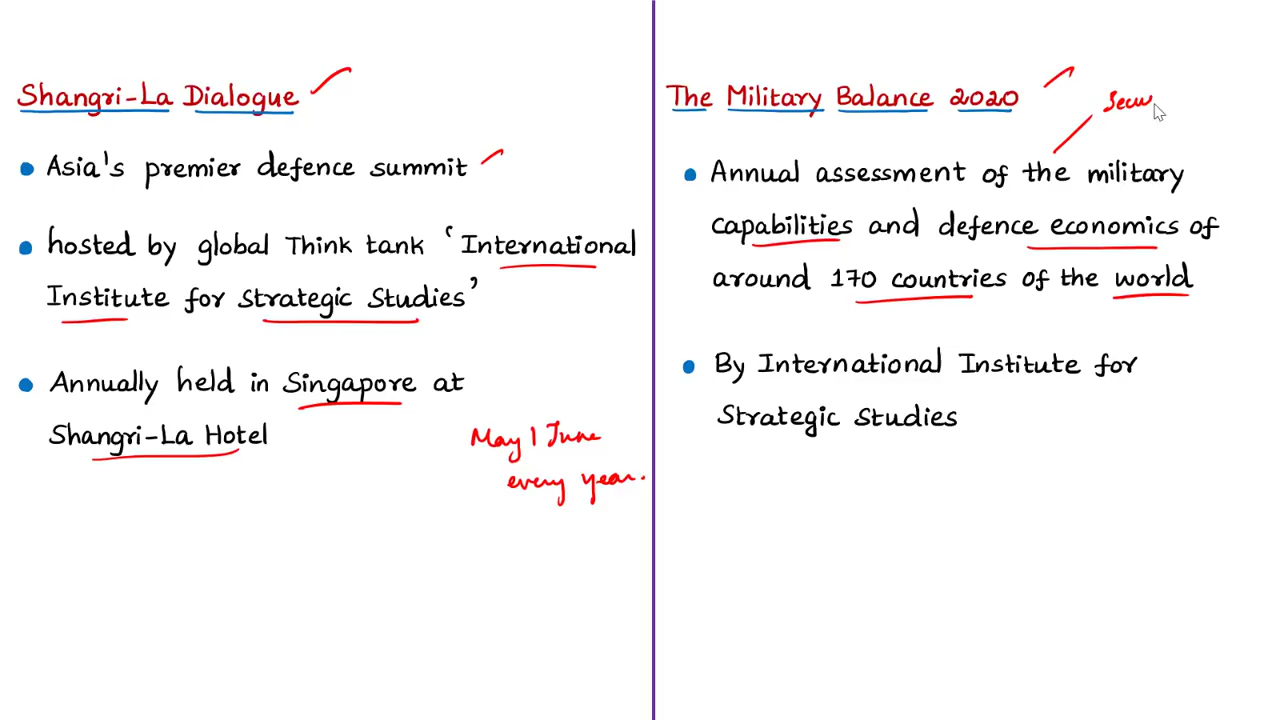 Shangri-La Dialogue
Asia's premier defence summit
hosted by global Think tank 'International
Institute for strategic studies'
Annually held in Singapore at
Shangri-La Hotel
May / June
every year.
The Military Balance 2020
Annual assessment of the military
capabilities and defence economics of
around 170 countries of the world
By International Institute for
Strategic studies